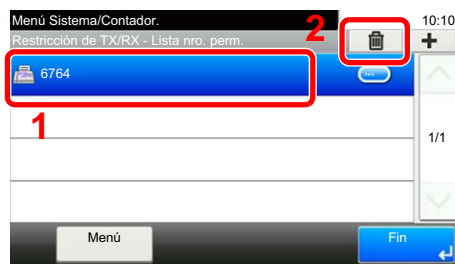 Menú Sistema/Contador.
10:10
Restricción de TX/RX - Lista nro. perm.
2
6764
1
1/1
Menú
Fin